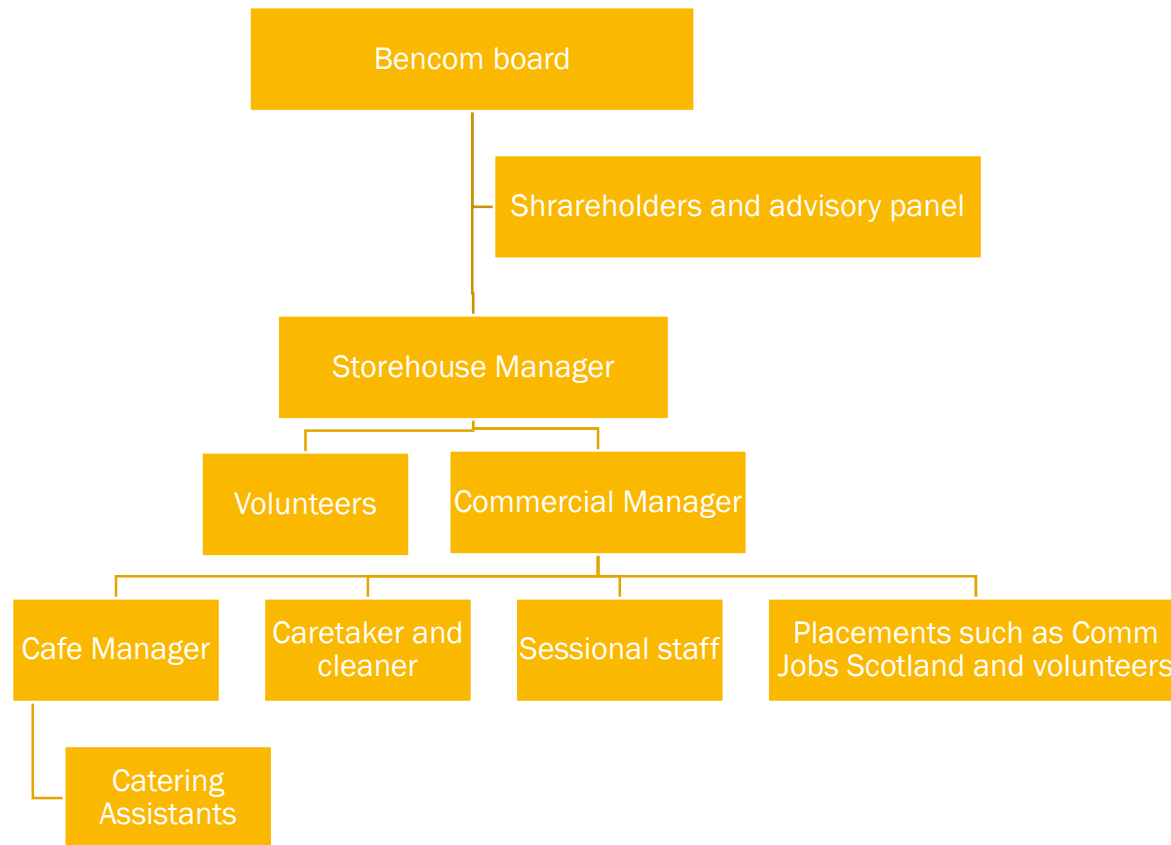 Bencom board
Shrareholders and advisory panel
Storehouse Manager
Volunteers
Commercial Manager
Cafe Manager
Caretaker and
cleaner
Sessional staff
Placements such as Comm
Jobs Scotland and volunteers
Catering
Assistants